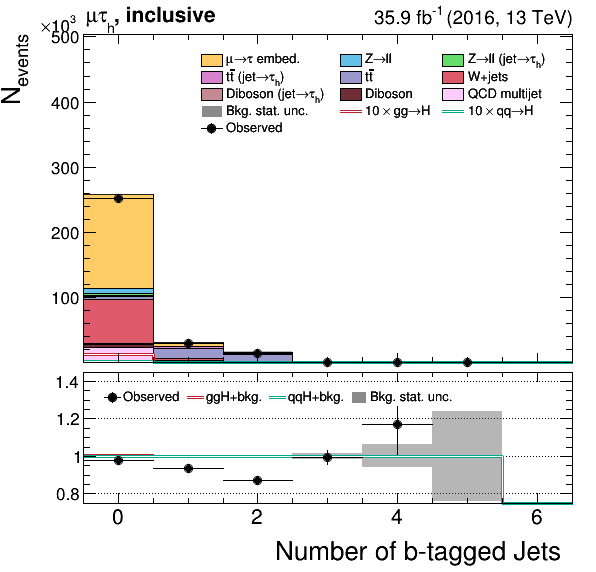 ×10³ μτₕ, inclusive 35.9 fb⁻¹ (2016, 13 TeV)
N_events
500
400
300
200
100
μ→τ embed. Z→ll Z→ll (jet→τₕ)
tt̄ (jet→τₕ) tt̄ W+jets
Diboson (jet→τₕ) Diboson QCD multijet
Bkg. stat. unc. 10×gg→H 10×qq→H
Observed
1.4
1.2
1
0.8
Observed ggH+bkg. qqH+bkg. Bkg. stat. unc.
0 2 4 6
Number of b-tagged Jets